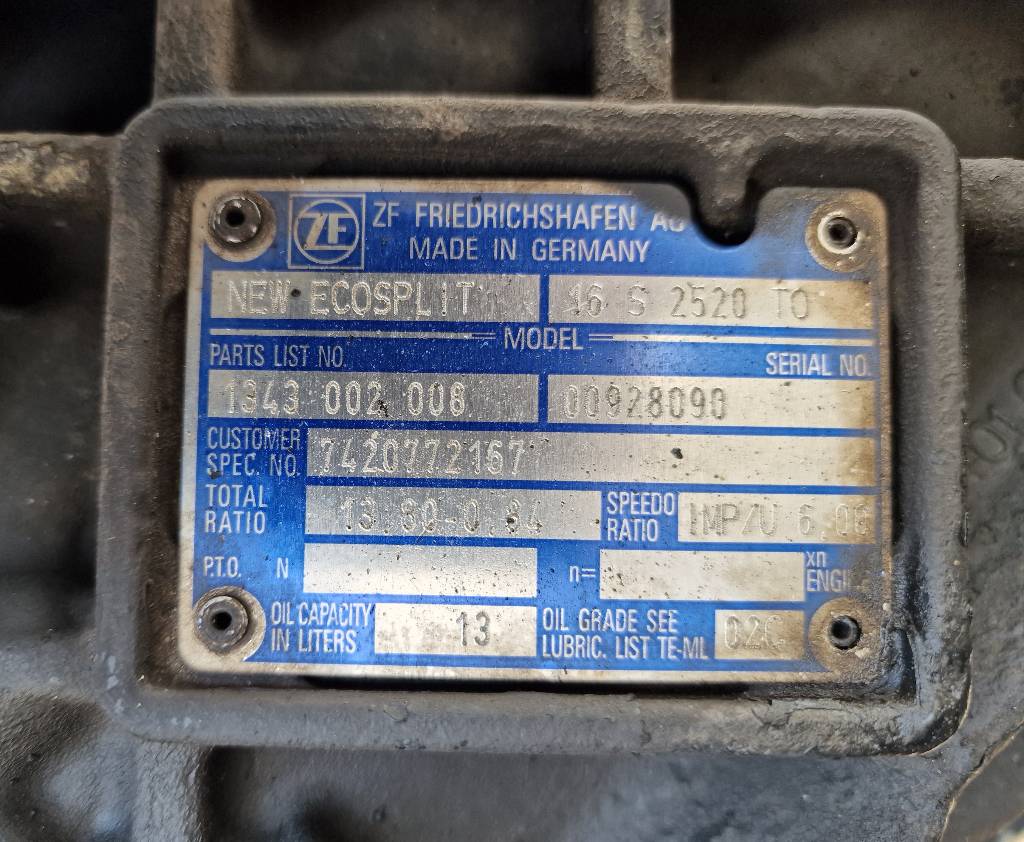 ZF
ZF FRIEDRICHSHAFEN AG
MADE IN GERMANY
NEW ECOSPLIT 16 S 2520 TO
MODEL
PARTS LIST NO. SERIAL NO.
1343 002 008 00928090
CUSTOMER SPEC. NO. 7420772167
TOTAL RATIO 13.80-0.84 SPEEDO RATIO IMP/U 6.00
P.T.O. N n= xn ENGINE
OIL CAPACITY IN LITERS 13 OIL GRADE SEE LUBRIC. LIST TE-ML 02C